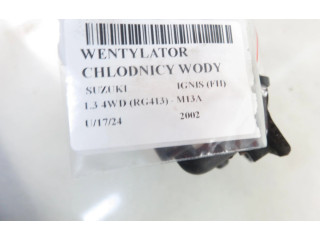 WENTYLATOR
CHLODNICY WODY
SUZUKI IGNIS (FH)
1.3 4WD (RG413) - M13A
U/17/24 2002